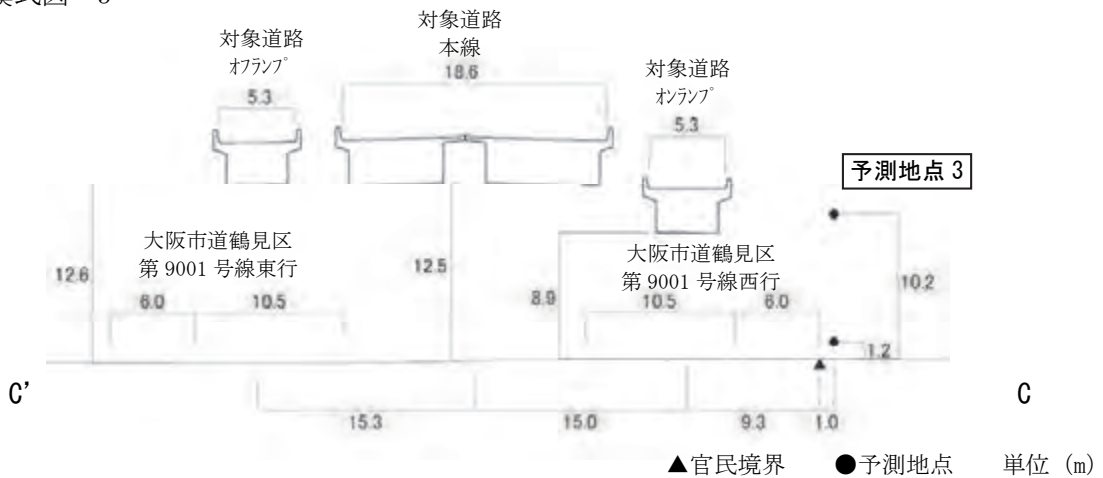 対象道路
本線
18.6
対象道路
オフランプ
5.3
対象道路
オンランプ
5.3
予測地点 3
大阪市道鶴見区
第 9001 号線東行
12.6
6.0
10.5
12.5
大阪市道鶴見区
第 9001 号線西行
8.9
10.5
6.0
10.2
1.2
C'
C
15.3
15.0
9.3
1.0
▲官民境界 ●予測地点 単位 (m)